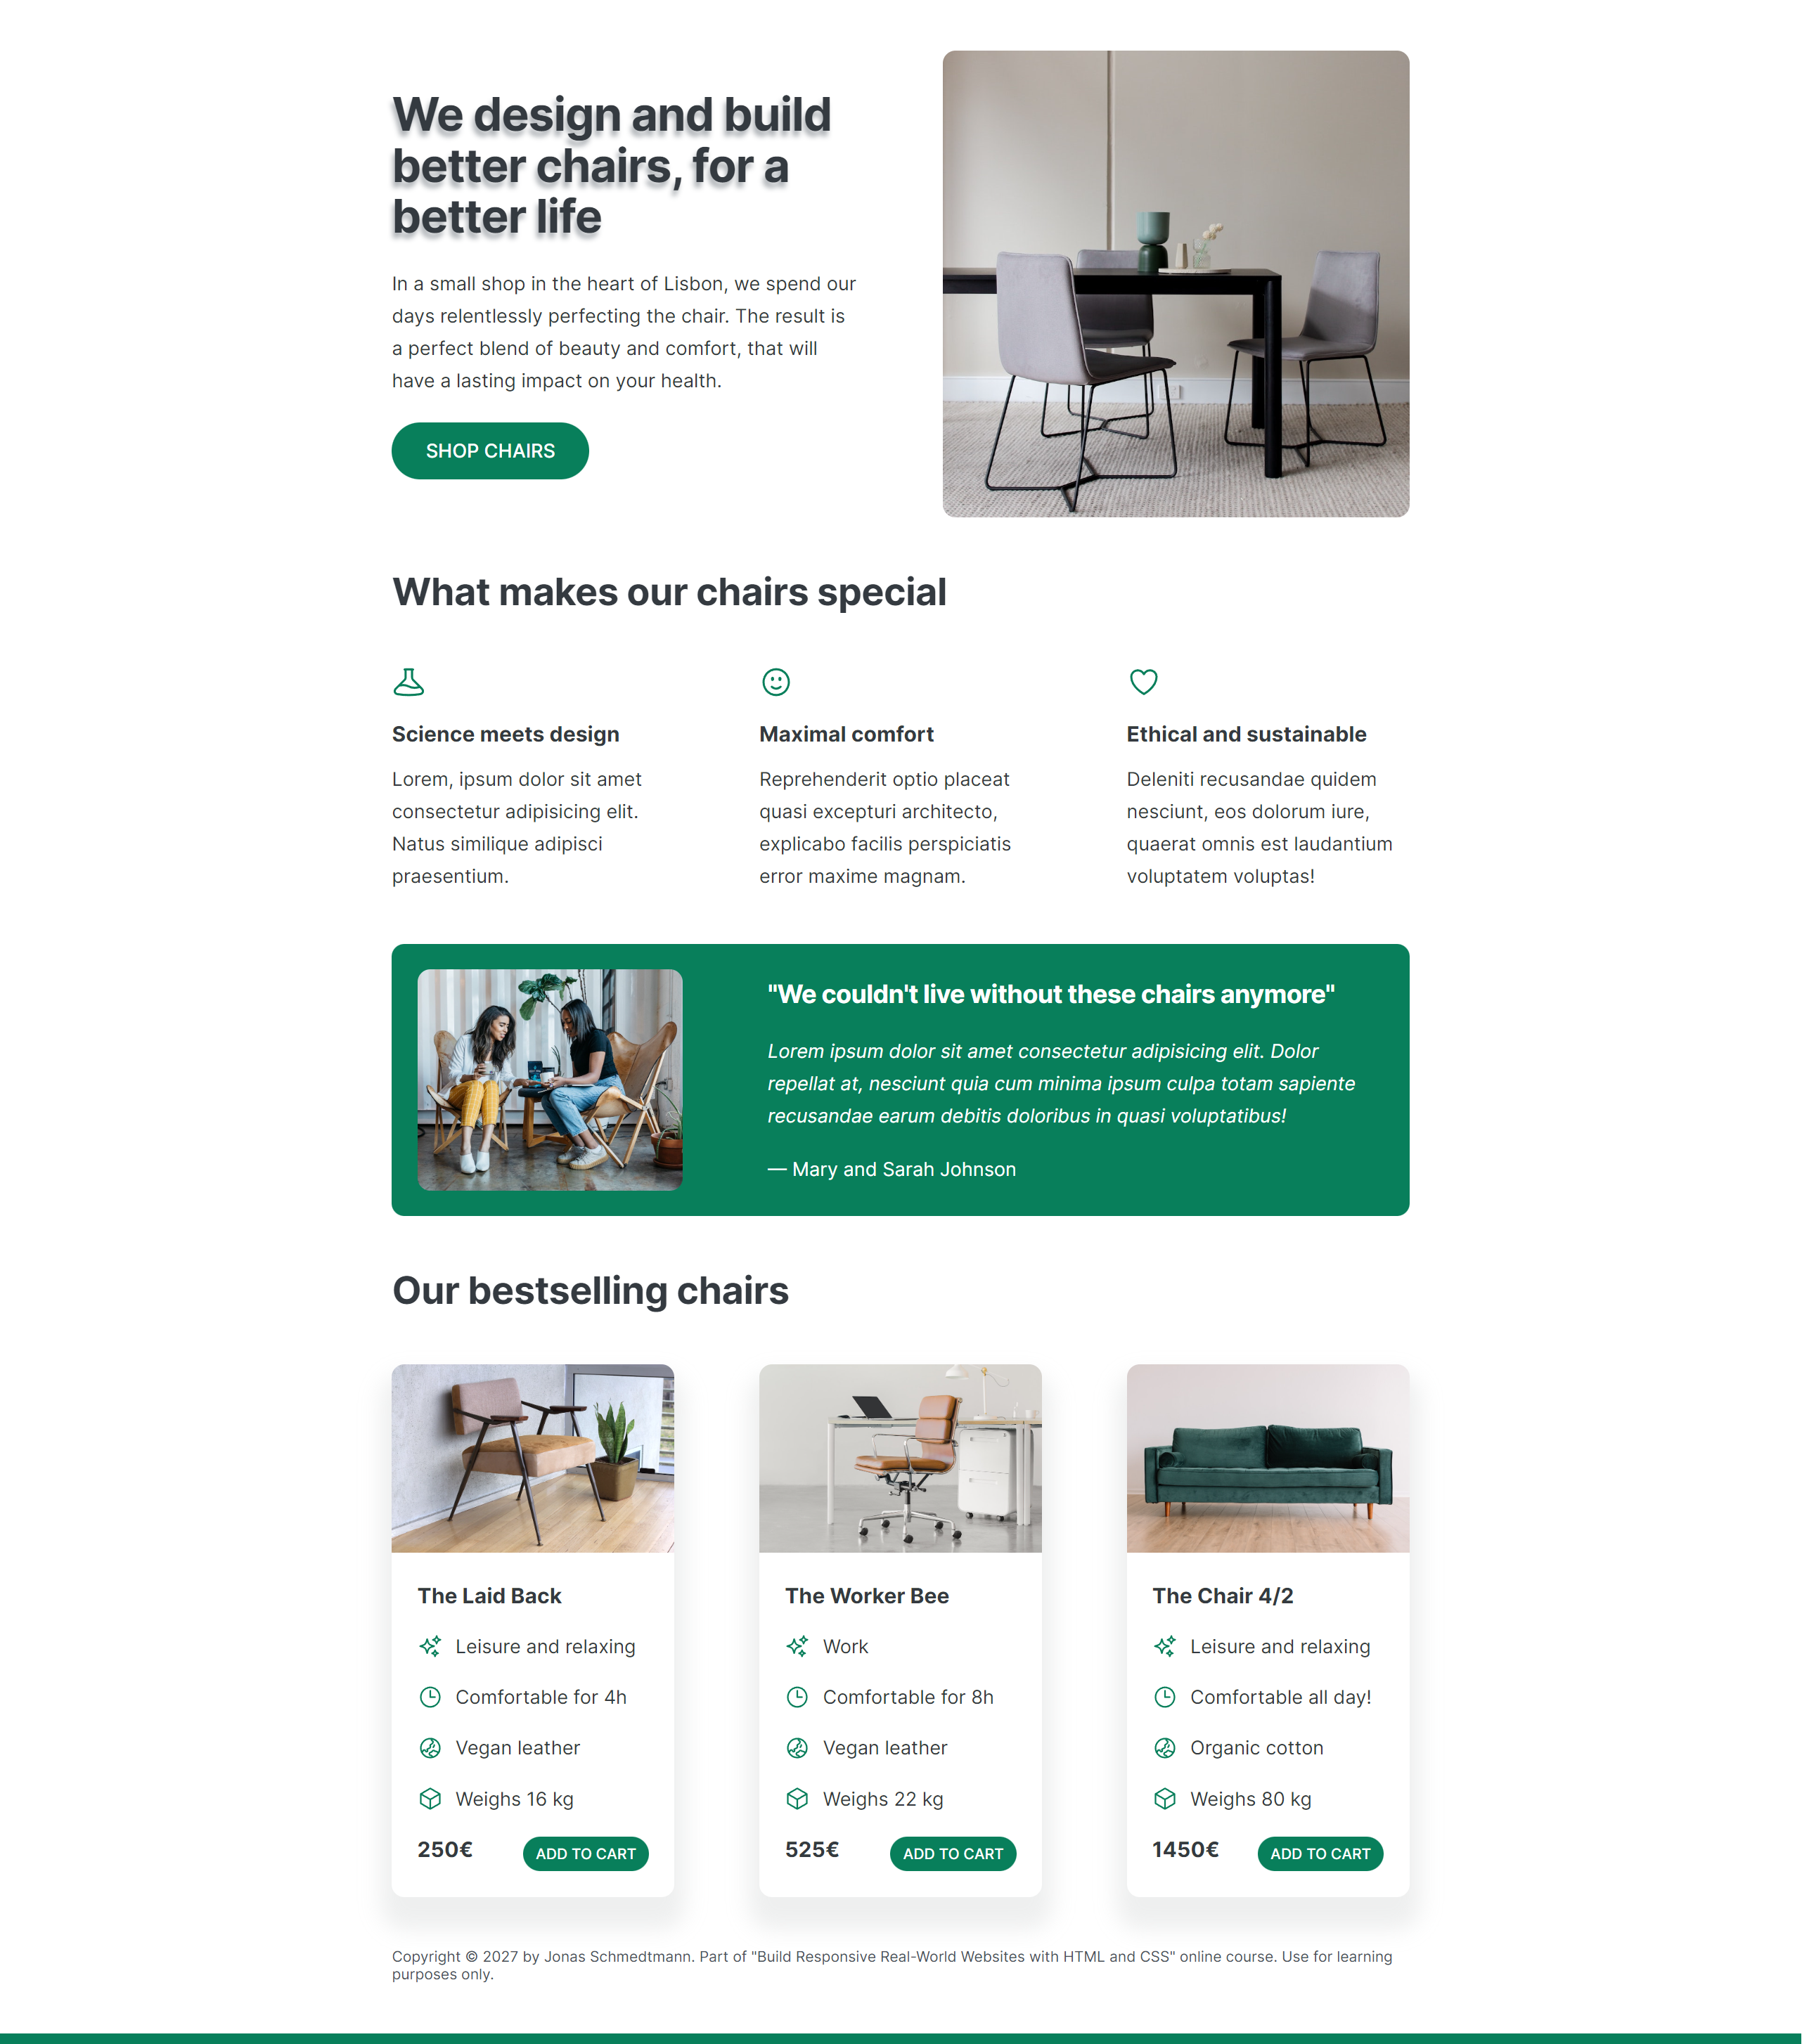 We design and build
better chairs, for a
better life
In a small shop in the heart of Lisbon, we spend our
days relentlessly perfecting the chair. The result is
a perfect blend of beauty and comfort, that will
have a lasting impact on your health.
SHOP CHAIRS
What makes our chairs special
Science meets design
Lorem, ipsum dolor sit amet
consectetur adipisicing elit.
Natus similique adipisci
praesentium.
Maximal comfort
Reprehenderit optio placeat
quasi excepturi architecto,
explicabo facilis perspiciatis
error maxime magnam.
Ethical and sustainable
Deleniti recusandae quidem
nesciunt, eos dolorum iure,
quaerat omnis est laudantium
voluptatem voluptas!
"We couldn't live without these chairs anymore"
Lorem ipsum dolor sit amet consectetur adipisicing elit. Dolor
repellat at, nesciunt quia cum minima ipsum culpa totam sapiente
recusandae earum debitis doloribus in quasi voluptatibus!
— Mary and Sarah Johnson
Our bestselling chairs
The Laid Back
Leisure and relaxing
Comfortable for 4h
Vegan leather
Weighs 16 kg
250€
ADD TO CART
The Worker Bee
Work
Comfortable for 8h
Vegan leather
Weighs 22 kg
525€
ADD TO CART
The Chair 4/2
Leisure and relaxing
Comfortable all day!
Organic cotton
Weighs 80 kg
1450€
ADD TO CART
Copyright © 2027 by Jonas Schmedtmann. Part of "Build Responsive Real-World Websites with HTML and CSS" online course. Use for learning
purposes only.